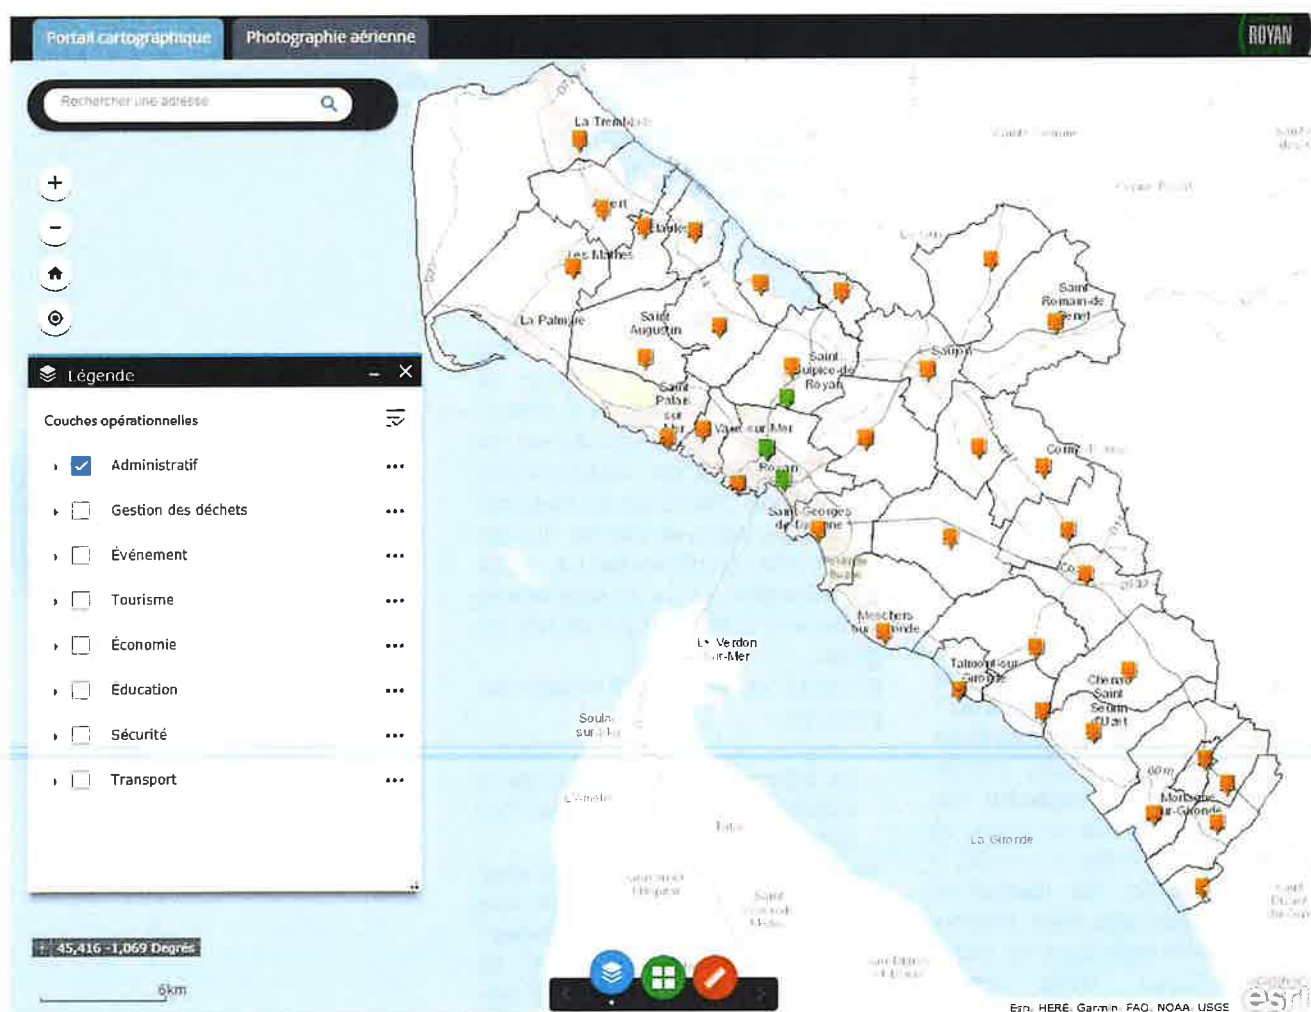 Portail cartographique
Photographie aérienne
ROYAN
Rechercher une adresse
La Tremblade
Les Mathes
La Palmyre
Saint
Augustin
Saint
Romain-de
Benet
Saujon
Saint
Sulpice-de
Royan
Saint
Palais
sur
Mer
Vaux-sur-Mer
Royan
Saint-Georges
de-Didonne
Meschers
sur-Gironde
Talmont-sur
Gironde
Chenac
Saint
Seurin
d'Uzet
60 m
Mortagne
sur-Gironde
Le Verdon
sur-Mer
Soulac
sur-Mer
La Gironde
Légende
Couches opérationnelles
Administratif
Gestion des déchets
Événement
Tourisme
Économie
Éducation
Sécurité
Transport
45,416 -1,069 Degrés
6km
Esri, HERE, Garmin, FAO, NOAA, USGS
esri